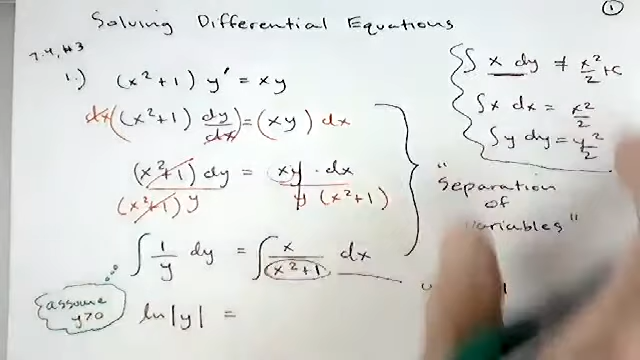 ①
Solving Differential Equations
7.4, #3
1.) (x²+1) y' = xy
dx((x²+1) dy/dx) = (xy) dx
(x²+1) dy / (x²+1) y = xy · dx / y (x²+1)
∫ 1/y dy = ∫ x/(x²+1) dx
assume y>0
ln|y| =
∫ x dy ≠ x²/2 + c
∫ x dx = x²/2
∫ y dy = y²/2
"Separation
of
variables"